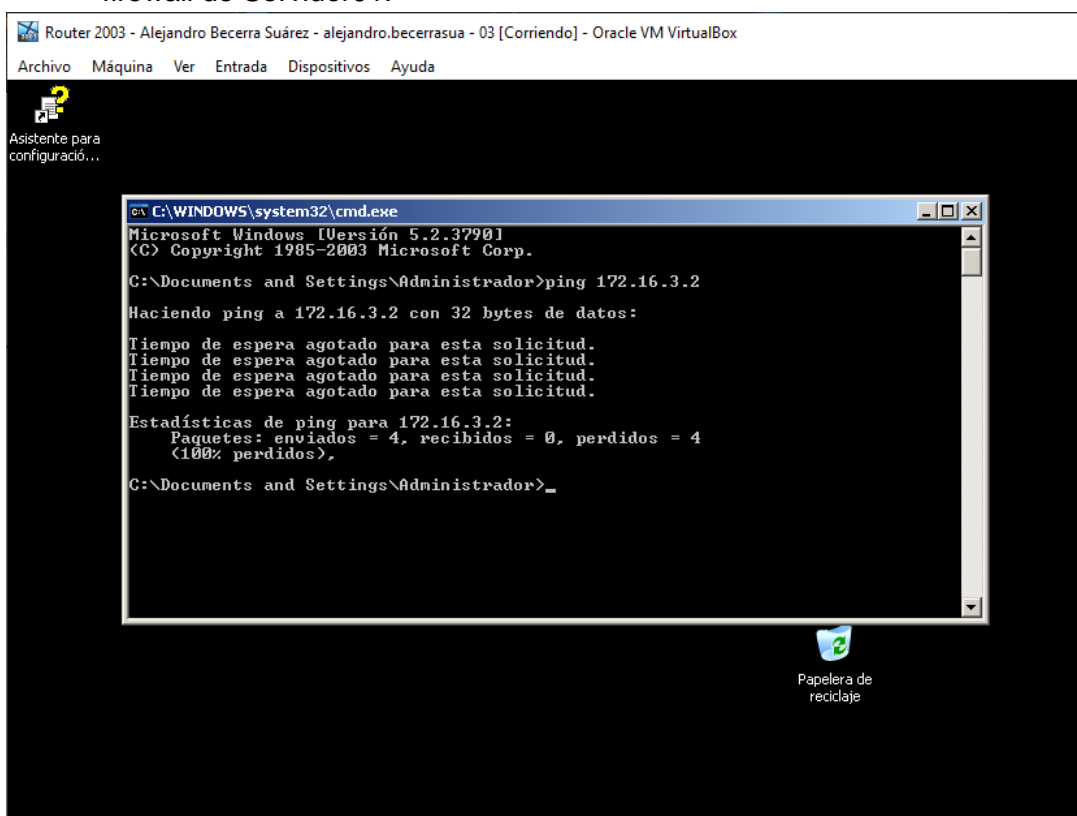 Router 2003 - Alejandro Becerra Suárez - alejandro.becerrasua - 03 [Corriendo] - Oracle VM VirtualBox
Archivo Máquina Ver Entrada Dispositivos Ayuda
Asistente para
configuració...
C:\WINDOWS\system32\cmd.exe
Microsoft Windows [Versión 5.2.3790]
(C) Copyright 1985-2003 Microsoft Corp.
C:\Documents and Settings\Administrador>ping 172.16.3.2
Haciendo ping a 172.16.3.2 con 32 bytes de datos:
Tiempo de espera agotado para esta solicitud.
Tiempo de espera agotado para esta solicitud.
Tiempo de espera agotado para esta solicitud.
Tiempo de espera agotado para esta solicitud.
Estadísticas de ping para 172.16.3.2:
Paquetes: enviados = 4, recibidos = 0, perdidos = 4
(100% perdidos),
C:\Documents and Settings\Administrador>_
Papelera de
reciclaje